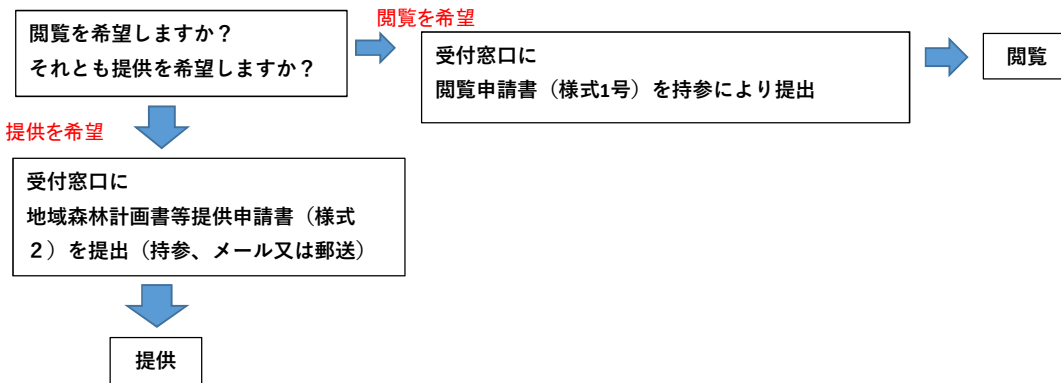 閲覧を希望しますか?
それとも提供を希望しますか?
閲覧を希望
受付窓口に
閲覧申請書(様式1号)を持参により提出
閲覧
提供を希望
受付窓口に
地域森林計画書等提供申請書(様式
2)を提出(持参、メール又は郵送)
提供